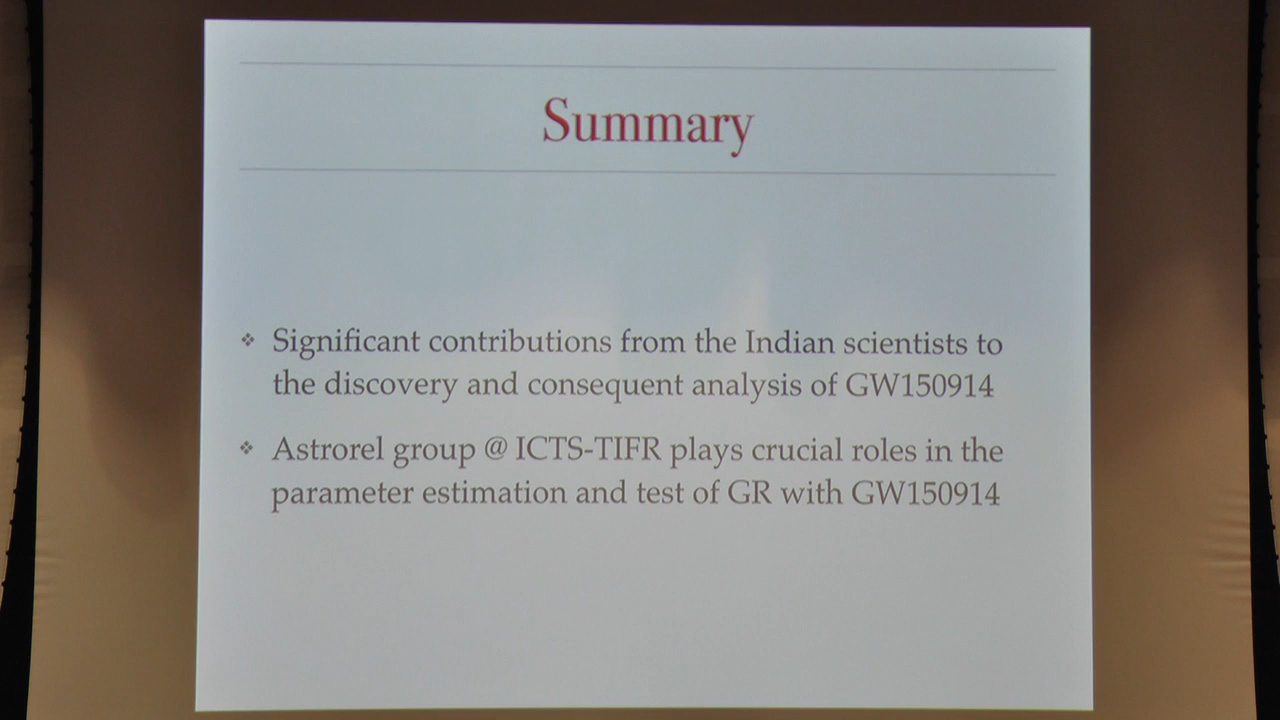 Summary
❖ Significant contributions from the Indian scientists to
the discovery and consequent analysis of GW150914
❖ Astrorel group @ ICTS-TIFR plays crucial roles in the
parameter estimation and test of GR with GW150914